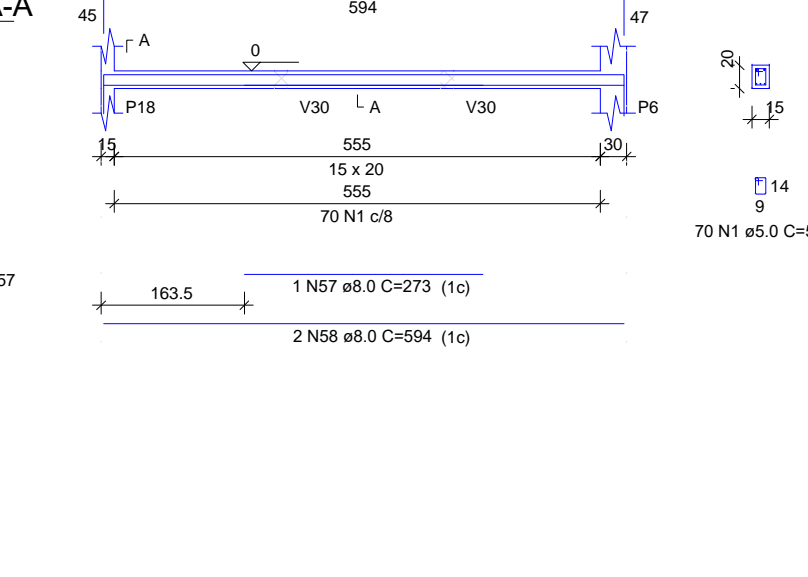 A-A
594
45
47
A
0
20
P18
V30
A
V30
P6
15
15
555
30
15 x 20
555
14
9
70 N1 c/8
70 N1 ø5.0 C=5
57
1 N57 ø8.0 C=273 (1c)
163.5
2 N58 ø8.0 C=594 (1c)